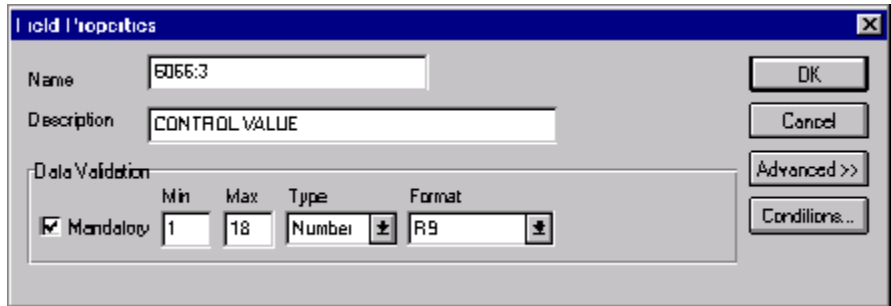 Field Properties
Name 6066:3 OK
Description CONTROL VALUE Cancel
Data Validation Advanced >>
Min Max Type Format
Mandatory 1 18 Number R9 Conditions...